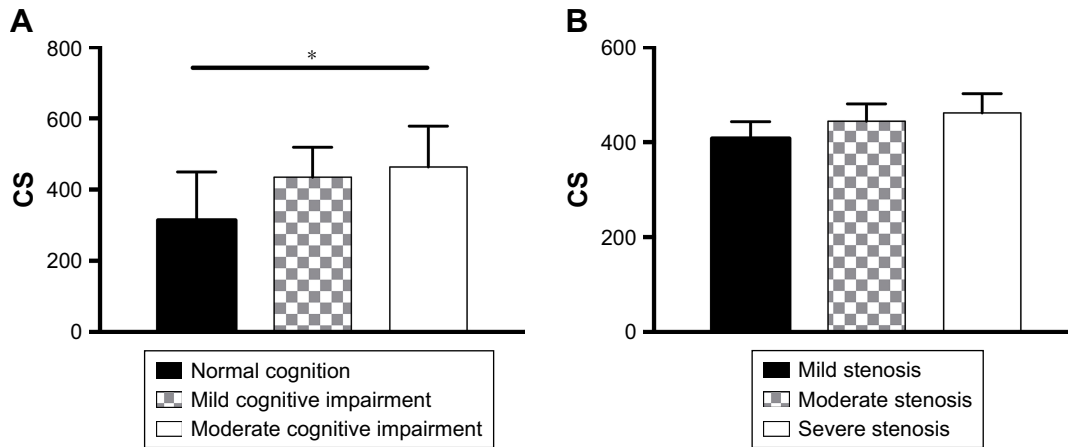 A
CS
800
600
400
200
0
*
Normal cognition
Mild cognitive impairment
Moderate cognitive impairment
B
CS
600
400
200
0
Mild stenosis
Moderate stenosis
Severe stenosis